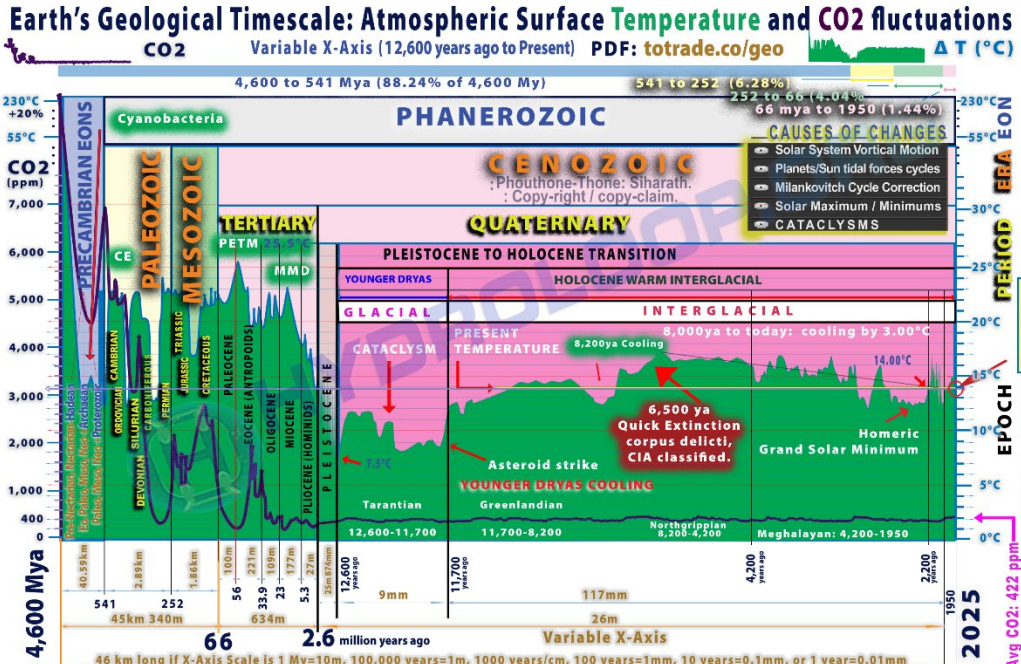 Earth's Geological Timescale: Atmospheric Surface Temperature and CO2 fluctuations
CO2
Variable X-Axis (12,600 years ago to Present) PDF: totrade.co/geo
Δ T (°C)
4,600 to 541 Mya (88.24% of 4,600 My)
541 to 252 (6.28%)
252 to 66 (4.04%
66 mya to 1950 (1.44%)
230°C
+20%
55°C
CO2
(ppm)
7,000
6,000
5,000
4,000
3,000
2,000
1,000
400
0
230°C
55°C
30°C
25°C
20°C
15°C
10°C
5°C
0°C
EON
ERA
PERIOD
EPOCH
PRECAMBRIAN EONS
Cyanobacteria
PHANEROZOIC
CAUSES OF CHANGES
Solar System Vortical Motion
Planets/Sun tidal forces cycles
Milankovitch Cycle Correction
Solar Maximum / Minimums
CATACLYSMS
PALEOZOIC
MESOZOIC
CENOZOIC
: Phouthone-Thone: Siharath.
: Copy-right / copy-claim.
TERTIARY
QUATERNARY
PETM 25.5°C
CE
MMD
PLEISTOCENE TO HOLOCENE TRANSITION
YOUNGER DRYAS
HOLOCENE WARM INTERGLACIAL
GLACIAL
INTERGLACIAL
CATACLYSM
PRESENT
TEMPERATURE
8,200ya Cooling
8,000ya to today: cooling by 3.00°C
14.00°C
6,500 ya
Quick Extinction
corpus delicti,
CIA classified.
Homeric
Grand Solar Minimum
7.5°C
Asteroid strike
YOUNGER DRYAS COOLING
ORDOVICIAN
CAMBRIAN
DEVONIAN
SILURIAN
CARBONIFEROUS
PERMIAN
TRIASSIC
JURASSIC
CRETACEOUS
PALEOCENE
EOCENE (ANTROPOIDS)
OLIGOCENE
MIOCENE
PLIOCENE (HOMINIDS)
PLEISTOCENE
Tarantian
12,600-11,700
Greenlandian
11,700-8,200
Northgrippian
8,200-4,200
Meghalayan: 4,200-1950
40.59km
2.89km
1.86km
100m
221m
109m
177m
27m
25m 874mm
12,600
years ago
11,700
years ago
4,200
years ago
2,200
years ago
1950
2025
Avg CO2: 422 ppm
4,600 Mya
541
252
56
33.9
23
5.3
9mm
117mm
45km 340m
634m
26m
66
2.6 million years ago
Variable X-Axis
46 km long if X-Axis Scale is 1 My=10m, 100,000 years=1m, 1000 years/cm, 100 years=1mm, 10 years=0.1mm, or 1 year=0.01mm